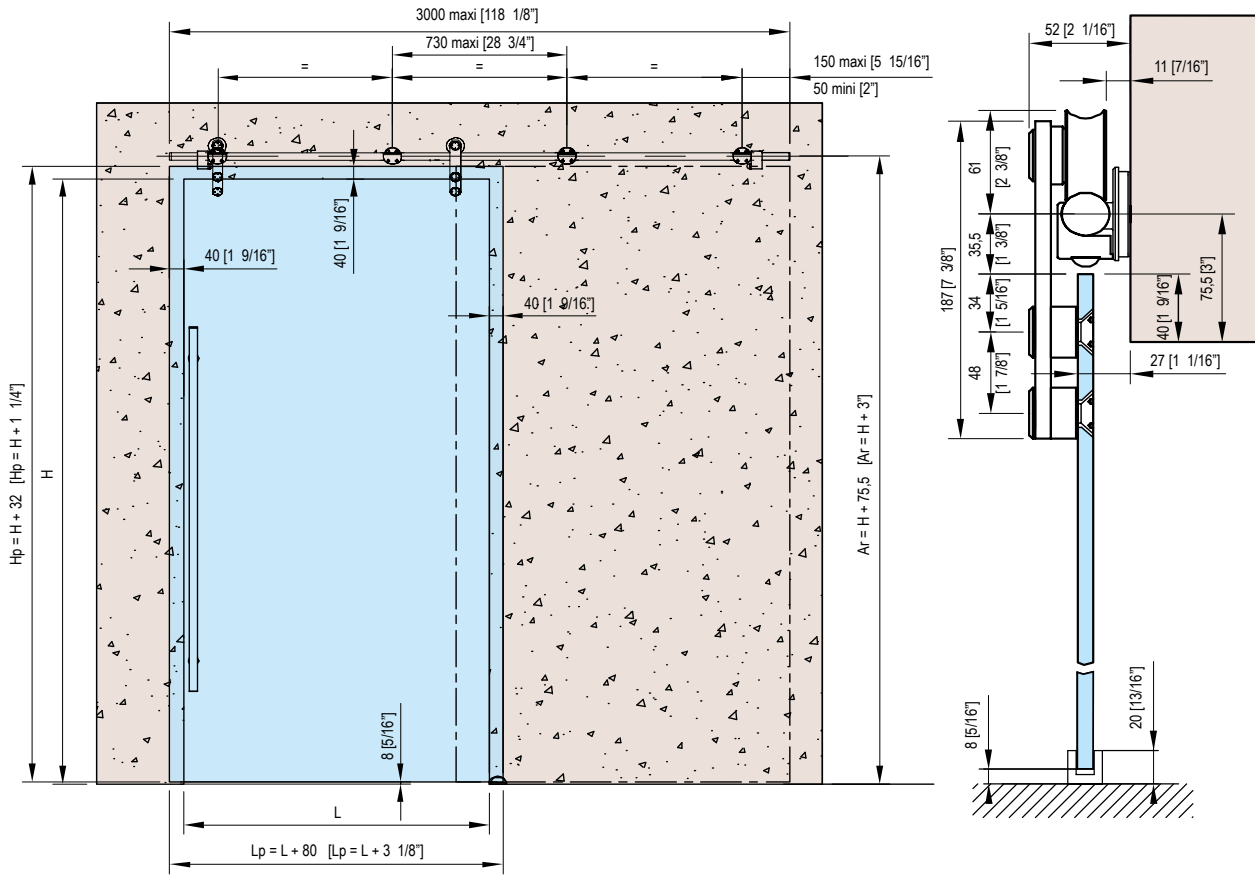 3000 maxi [118 1/8”]
730 maxi [28 3/4”]
=
=
=
150 maxi [5 15/16”]
50 mini [2”]
40 [1 9/16”]
40 [1 9/16”]
40 [1 9/16”]
Hp = H + 32 [Hp = H + 1 1/4”]
H
Ar = H + 75,5 [Ar = H + 3”]
8 [5/16”]
L
Lp = L + 80 [Lp = L + 3 1/8”]
52 [2 1/16”]
11 [7/16”]
61
[2 3/8”]
35,5
[1 3/8”]
187 [7 3/8”]
34
[1 5/16”]
48
[1 7/8”]
40 [1 9/16”]
75,5 [3”]
27 [1 1/16”]
8 [5/16”]
20 [13/16”]